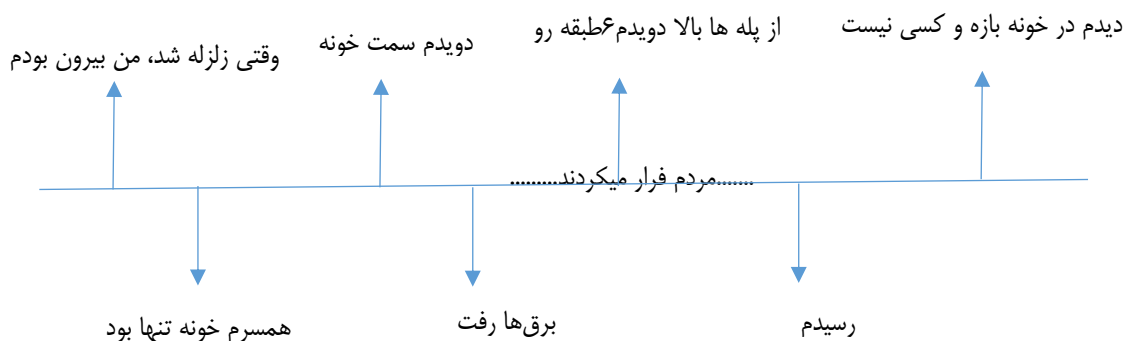 وقتی زلزله شد، من بیرون بودم
همسرم خونه تنها بود
دویدم سمت خونه
برق‌ها رفت
از پله ها بالا دویدم۶طبقه رو
.......مردم فرار میکردند.........
رسیدم
دیدم در خونه بازه و کسی نیست